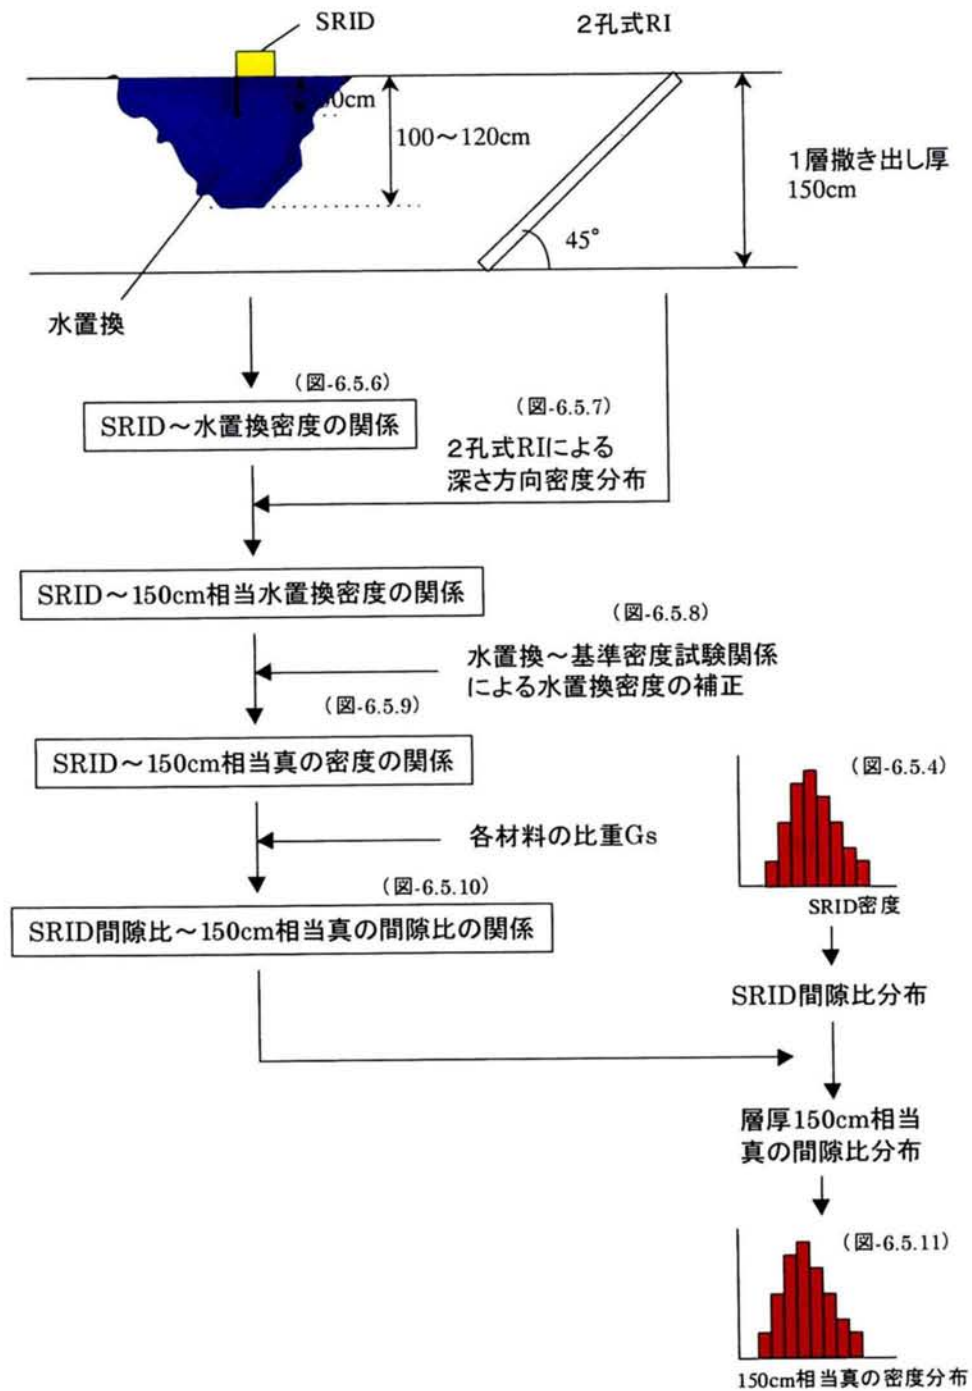 SRID
2孔式RI
0cm
100～120cm
1層撒き出し厚
150cm
45°
水置換
(図-6.5.6)
SRID～水置換密度の関係
(図-6.5.7)
2孔式RIによる
深さ方向密度分布
SRID～150cm相当水置換密度の関係
(図-6.5.8)
水置換～基準密度試験関係
による水置換密度の補正
(図-6.5.9)
SRID～150cm相当真の密度の関係
(図-6.5.4)
各材料の比重Gs
(図-6.5.10)
SRID密度
SRID間隙比～150cm相当真の間隙比の関係
SRID間隙比分布
層厚150cm相当
真の間隙比分布
(図-6.5.11)
150cm相当真の密度分布